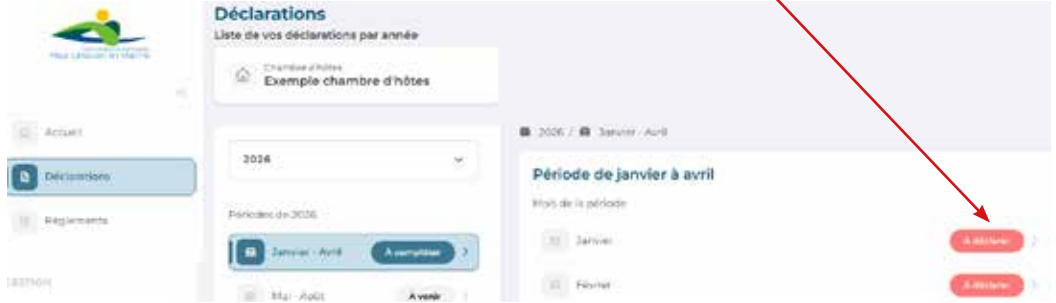 Déclarations
Liste de vos déclarations par année
Chambre d'hôtes
Exemple chambre d'hôtes
Accueil
Déclarations
Règlements
2026
Périodes de 2026
Janvier - Avril
A compléter
Mai - Août
A venir
2026 / Janvier - Avril
Période de janvier à avril
Mois de la période
Janvier
A déclarer
Février
A déclarer